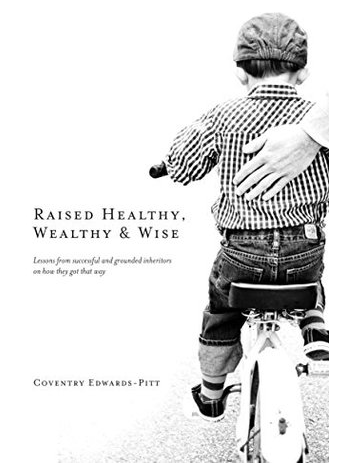 RAISED HEALTHY,
WEALTHY & WISE
Lessons from successful and grounded inheritors
on how they got that way
COVENTRY EDWARDS-PITT